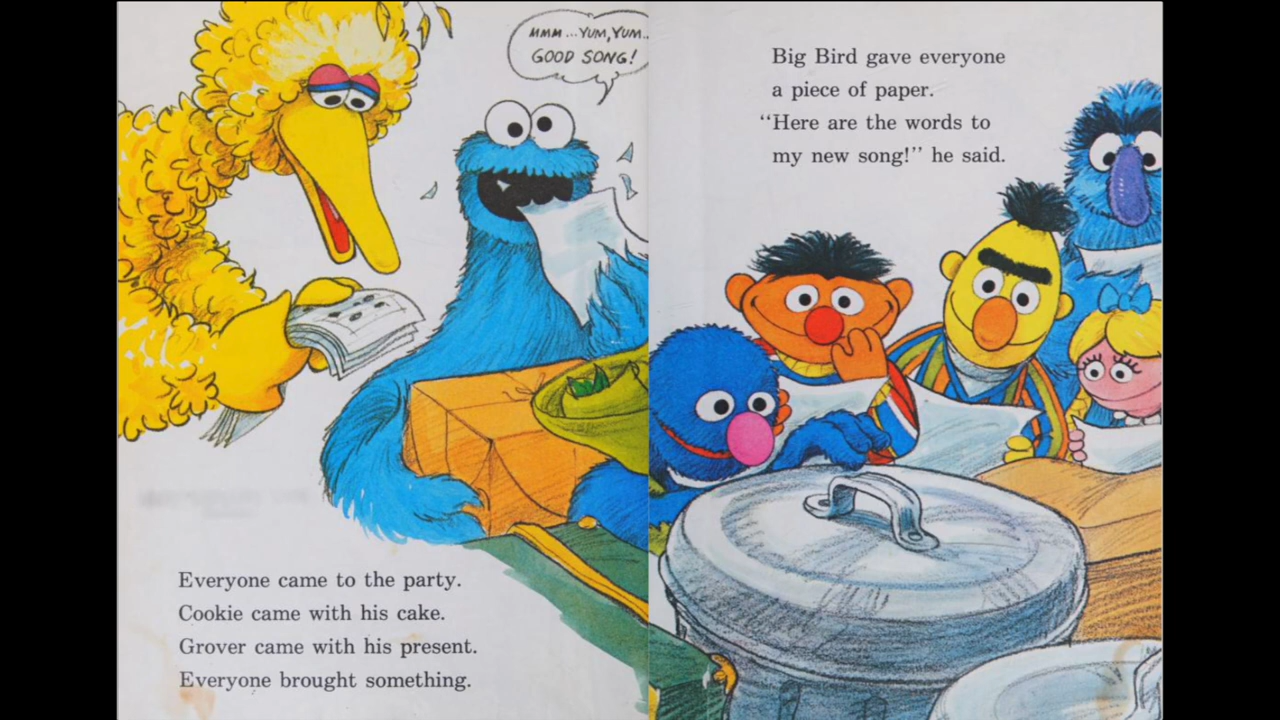 MMM...YUM, YUM..
GOOD SONG!
Everyone came to the party.
Cookie came with his cake.
Grover came with his present.
Everyone brought something.
Big Bird gave everyone
a piece of paper.
“Here are the words to
my new song!” he said.